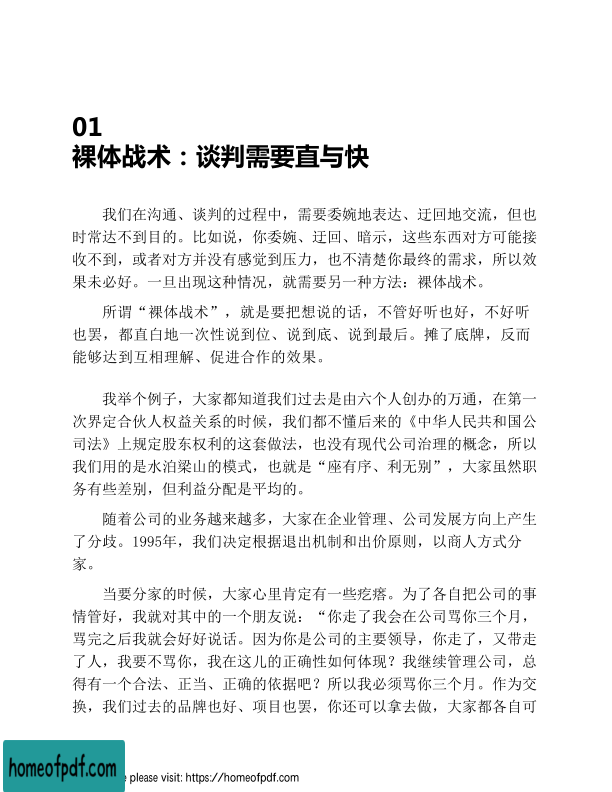 01
裸体战术：谈判需要直与快
我们在沟通、谈判的过程中，需要委婉地表达、迂回地交流，但也
时常达不到目的。比如说，你委婉、迂回、暗示，这些东西对方可能接
收不到，或者对方并没有感觉到压力，也不清楚你最终的需求，所以效
果未必好。一旦出现这种情况，就需要另一种方法：裸体战术。
所谓“裸体战术”，就是要把想说的话，不管好听也好，不好听
也罢，都直白地一次性说到位、说到底、说到最后。摊了底牌，反而
能够达到互相理解、促进合作的效果。
我举个例子，大家都知道我们过去是由六个人创办的万通，在第一
次界定合伙人权益关系的时候，我们都不懂后来的《中华人民共和国公
司法》上规定股东权利的这套做法，也没有现代公司治理的概念，所以
我们用的是水泊梁山的模式，也就是“座有序、利无别”，大家虽然职
务有些差别，但利益分配是平均的。
随着公司的业务越来越多，大家在企业管理、公司发展方向上产生
了分歧。1995年，我们决定根据退出机制和出价原则，以商人方式分
家。
当要分家的时候，大家心里肯定有一些疙瘩。为了各自把公司的事
情管好，我就对其中的一个朋友说：“你走了我会在公司骂你三个月，
骂完之后我就会好好说话。因为你是公司的主要领导，你走了，又带走
了人，我要不骂你，我在这儿的正确性如何体现？我继续管理公司，总
得有一个合法、正当、正确的依据吧？所以我必须骂你三个月。作为交
换，我们过去的品牌也好、项目也罢，你还可以拿去做，大家都各自可
homeofpdf.com
e please visit: https://homeofpdf.com